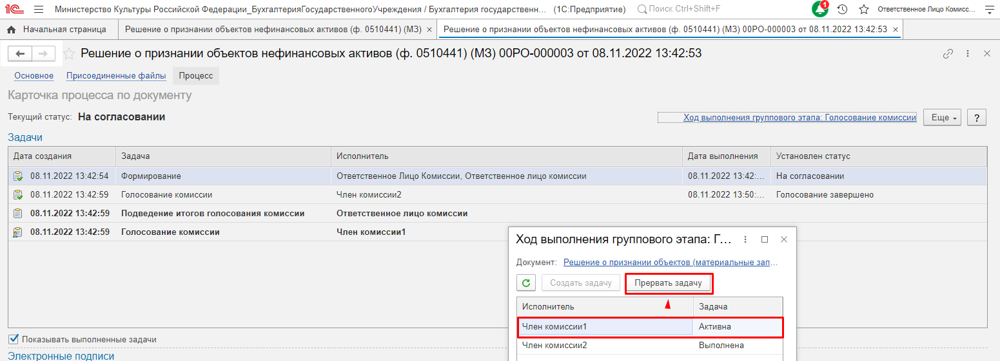 1С Министерство Культуры Российской Федерации_БухгалтерияГосударственногоУчреждения / Бухгалтерия государственн... (1С:Предприятие) Поиск Ctrl+Shift+F 1 Ответственное Лицо Комисс...
Начальная страница Решение о признании объектов нефинансовых активов (ф. 0510441) (МЗ) × Решение о признании объектов нефинансовых активов (ф. 0510441) (МЗ) 00РО-000003 от 08.11.2022 13:42:53 ×
Решение о признании объектов нефинансовых активов (ф. 0510441) (МЗ) 00РО-000003 от 08.11.2022 13:42:53
Основное Присоединенные файлы Процесс
Карточка процесса по документу
Текущий статус: На согласовании Ход выполнения группового этапа: Голосование комиссии Еще ?
Задачи
Дата создания Задача Исполнитель Дата выполнения Установлен статус
08.11.2022 13:42:54 Формирование Ответственное Лицо Комиссии, Ответственное лицо комиссии 08.11.2022 13:42:... На согласовании
08.11.2022 13:42:59 Голосование комиссии Член комиссии2 08.11.2022 13:50:... Голосование завершено
08.11.2022 13:42:59 Подведение итогов голосования комиссии Ответственное лицо комиссии
08.11.2022 13:42:59 Голосование комиссии Член комиссии1
Ход выполнения группового этапа: Г...
Документ: Решение о признании объектов (материальные зап...
Создать задачу Прервать задачу
Исполнитель Задача
Член комиссии1 Активна
Член комиссии2 Выполнена
Показывать выполненные задачи
Электронные подписи